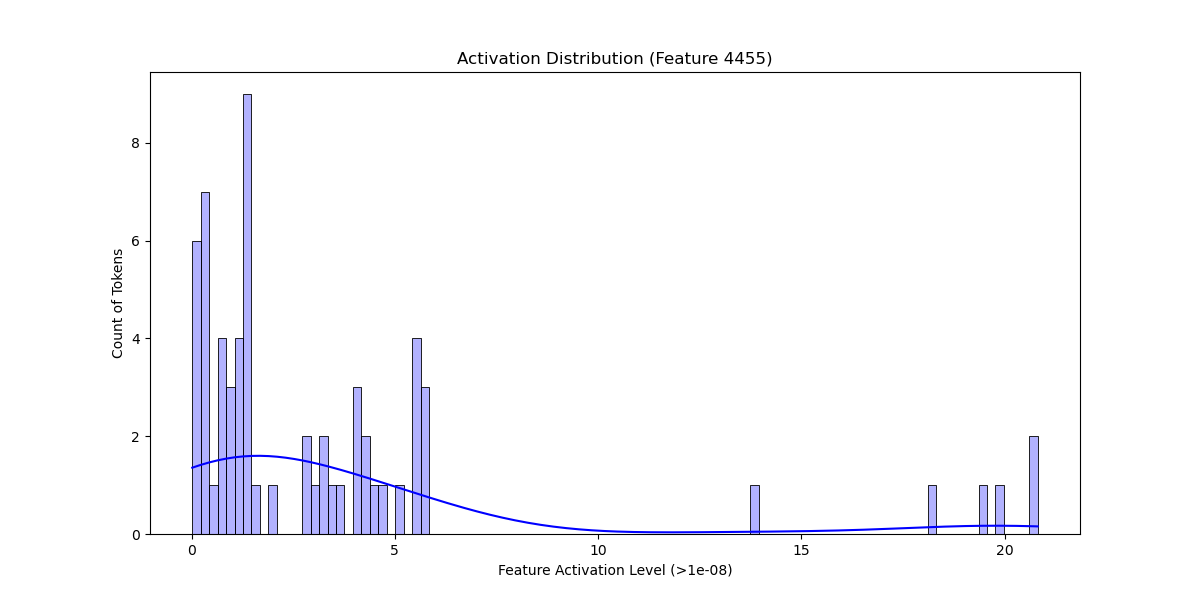 Activation Distribution (Feature 4455)
8
6
4
2
0
Count of Tokens
0 5 10 15 20
Feature Activation Level (>1e-08)